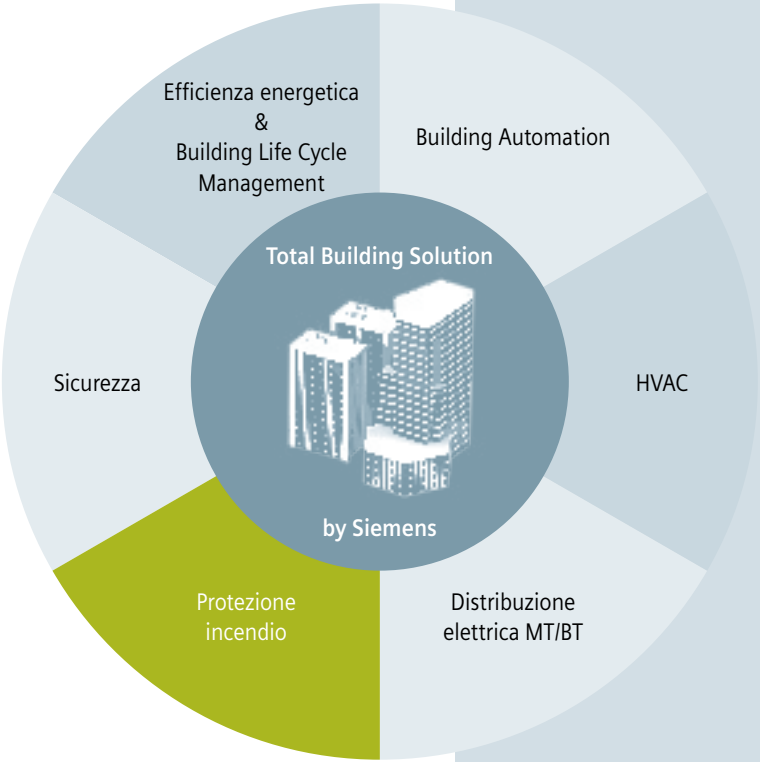 Efficienza energetica
&
Building Life Cycle
Management
Building Automation
Total Building Solution
Sicurezza
HVAC
by Siemens
Protezione
incendio
Distribuzione
elettrica MT/BT